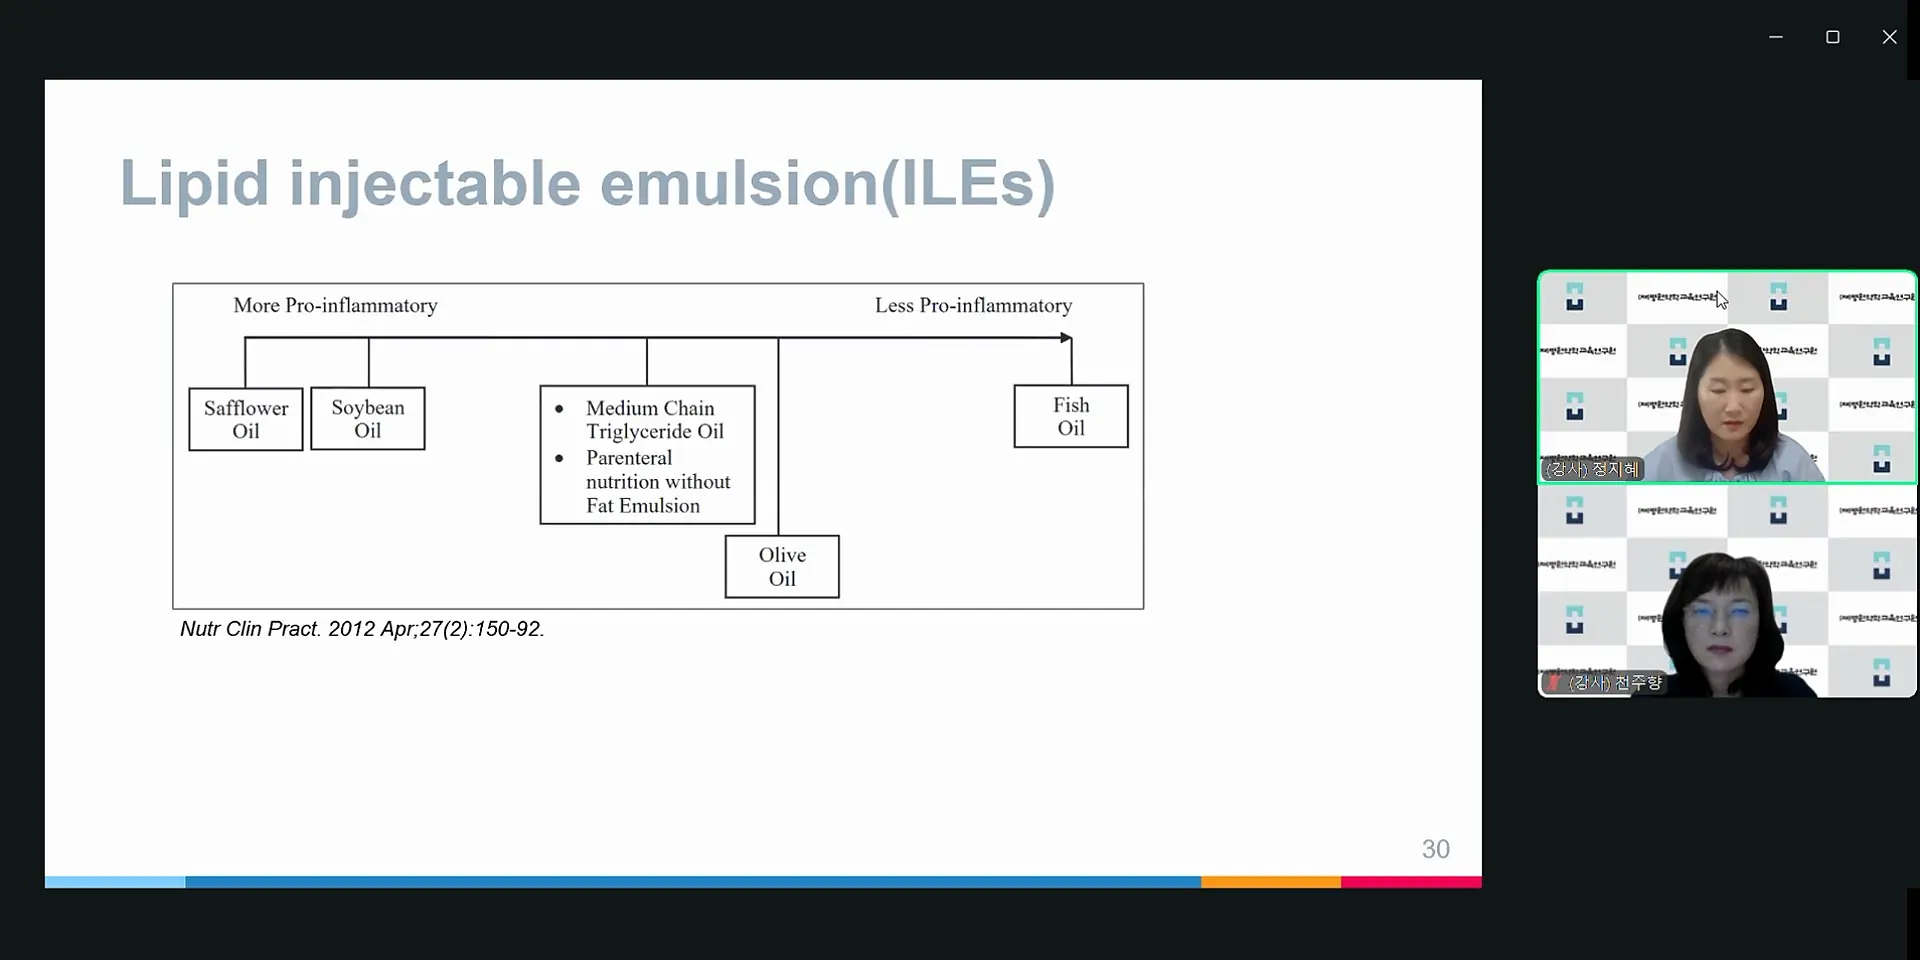 Lipid injectable emulsion(ILEs)
More Pro-inflammatory
Less Pro-inflammatory
Safflower
Oil
Soybean
Oil
• Medium Chain
Triglyceride Oil
• Parenteral
nutrition without
Fat Emulsion
Olive
Oil
Fish
Oil
Nutr Clin Pract. 2012 Apr;27(2):150-92.
30
(강사) 정지혜
(강사) 천주향